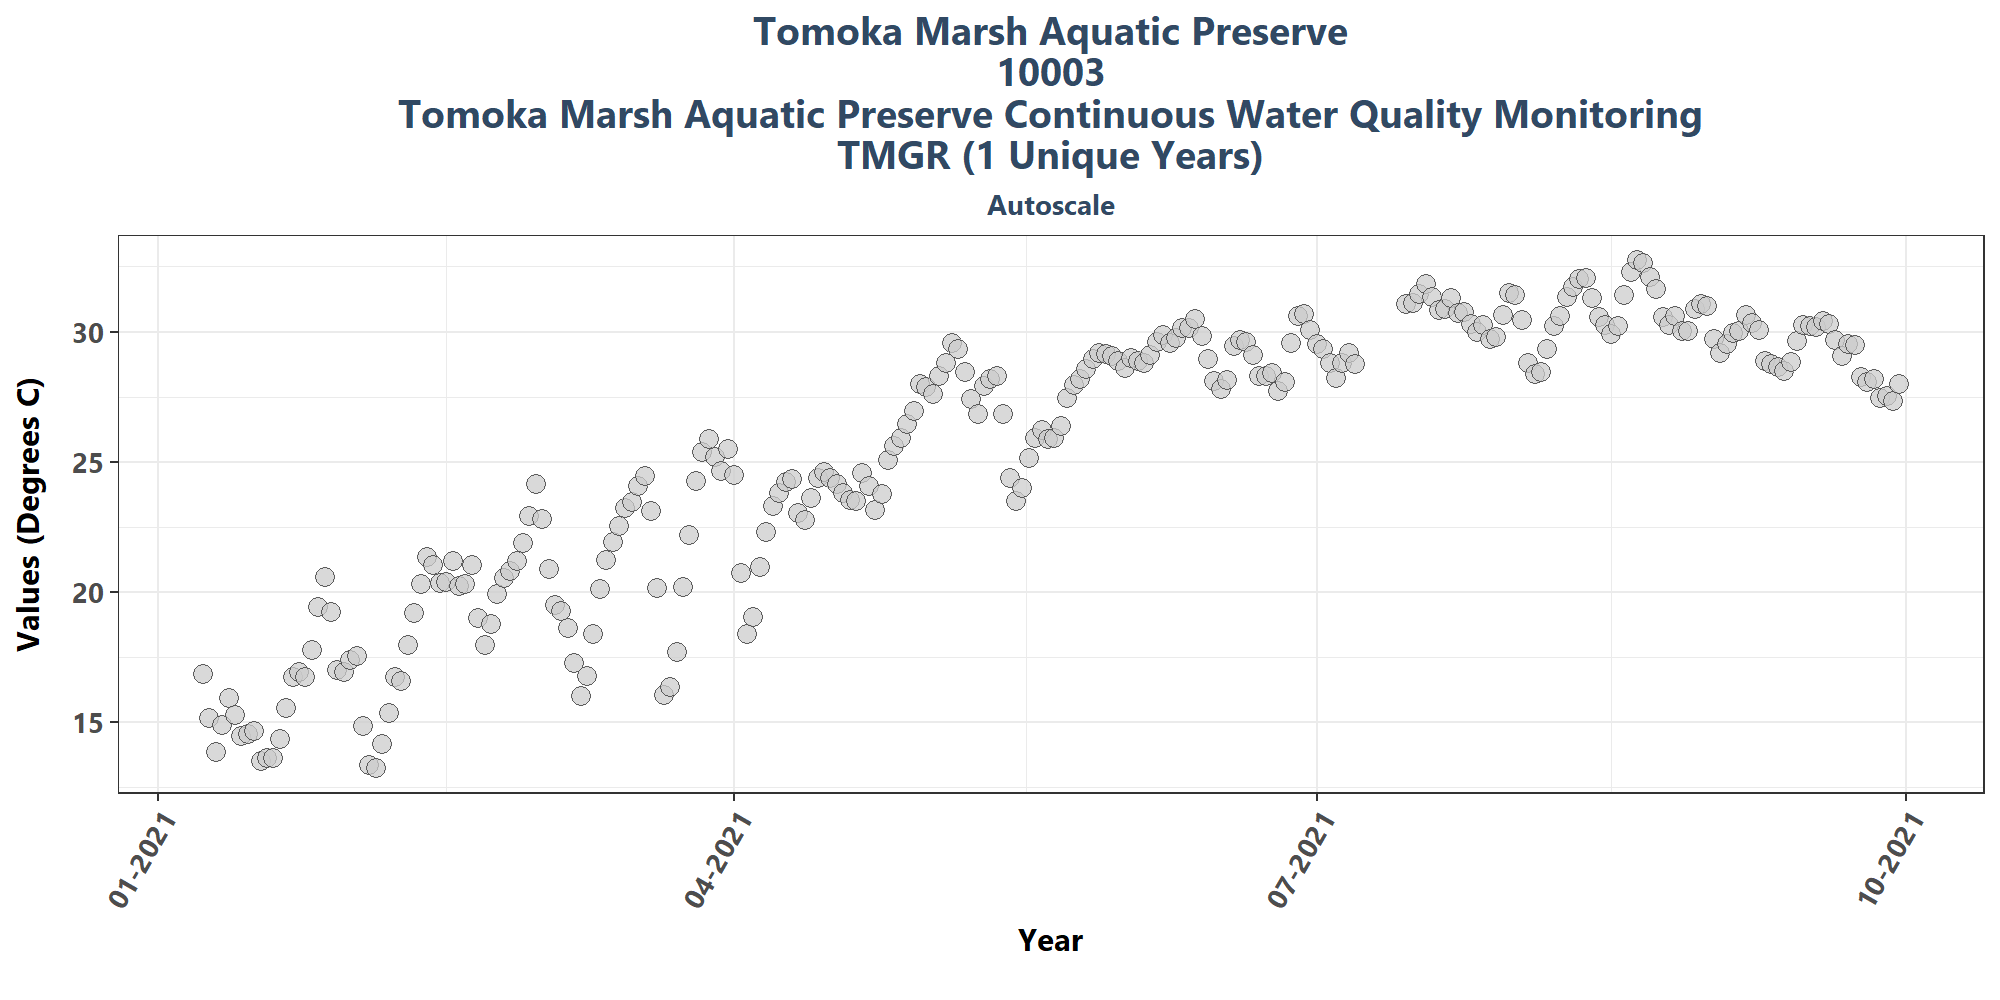 Tomoka Marsh Aquatic Preserve
10003
Tomoka Marsh Aquatic Preserve Continuous Water Quality Monitoring
TMGR (1 Unique Years)
Autoscale
Values (Degrees C)
30
25
20
15
01-2021
04-2021
07-2021
10-2021
Year